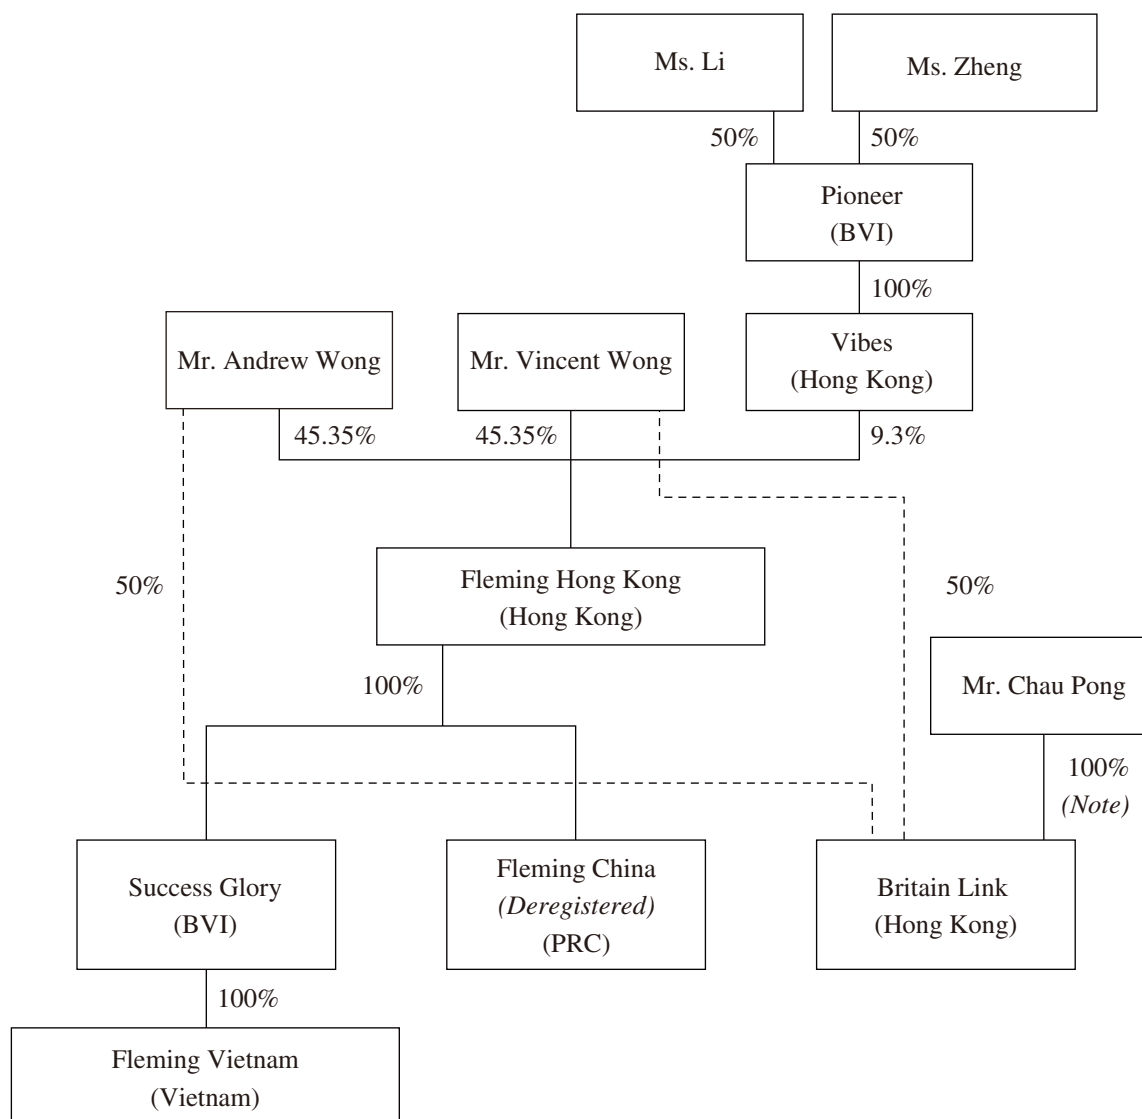 Ms. Li
Ms. Zheng
50%
50%
Pioneer
(BVI)
100%
Mr. Andrew Wong
Mr. Vincent Wong
Vibes
(Hong Kong)
45.35%
45.35%
9.3%
Fleming Hong Kong
(Hong Kong)
50%
50%
100%
Mr. Chau Pong
100%
(Note)
Success Glory
(BVI)
Fleming China
(Deregistered)
(PRC)
Britain Link
(Hong Kong)
100%
Fleming Vietnam
(Vietnam)